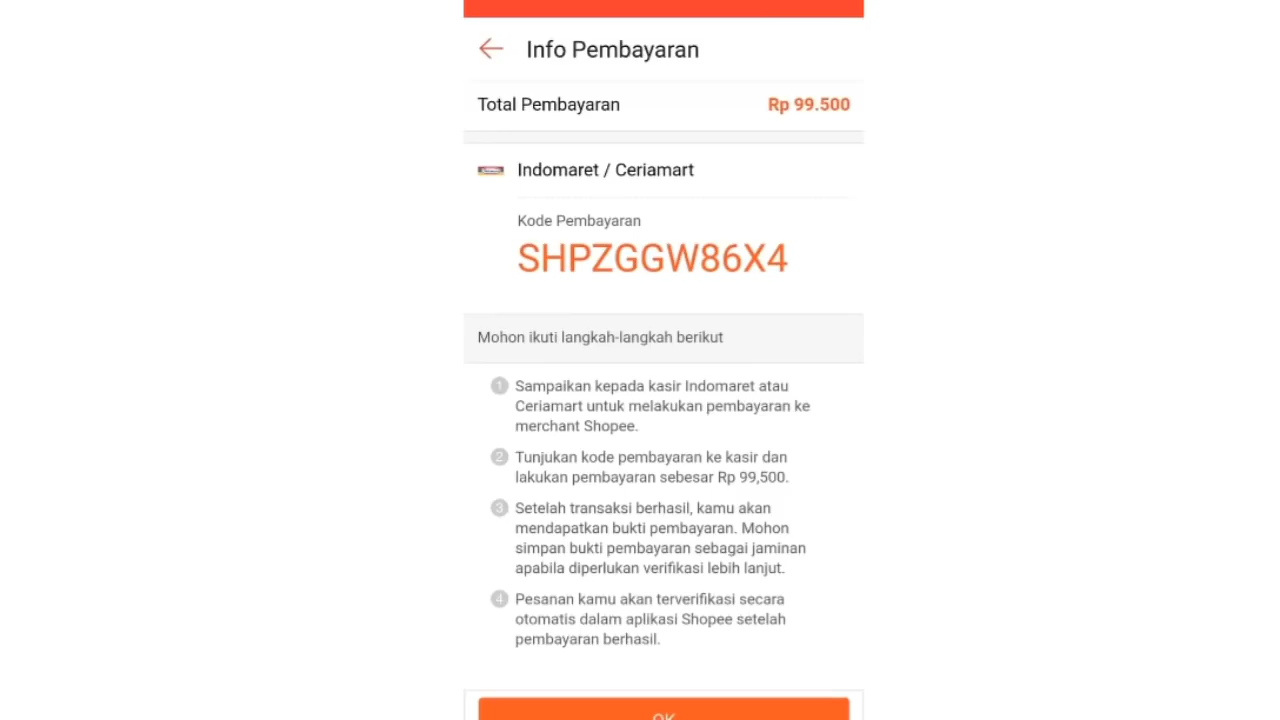 Info Pembayaran
Total Pembayaran Rp 99.500
Indomaret / Ceriamart
Kode Pembayaran
SHPZGGW86X4
Mohon ikuti langkah-langkah berikut
1 Sampaikan kepada kasir Indomaret atau
Ceriamart untuk melakukan pembayaran ke
merchant Shopee.
2 Tunjukan kode pembayaran ke kasir dan
lakukan pembayaran sebesar Rp 99,500.
3 Setelah transaksi berhasil, kamu akan
mendapatkan bukti pembayaran. Mohon
simpan bukti pembayaran sebagai jaminan
apabila diperlukan verifikasi lebih lanjut.
4 Pesanan kamu akan terverifikasi secara
otomatis dalam aplikasi Shopee setelah
pembayaran berhasil.
OK